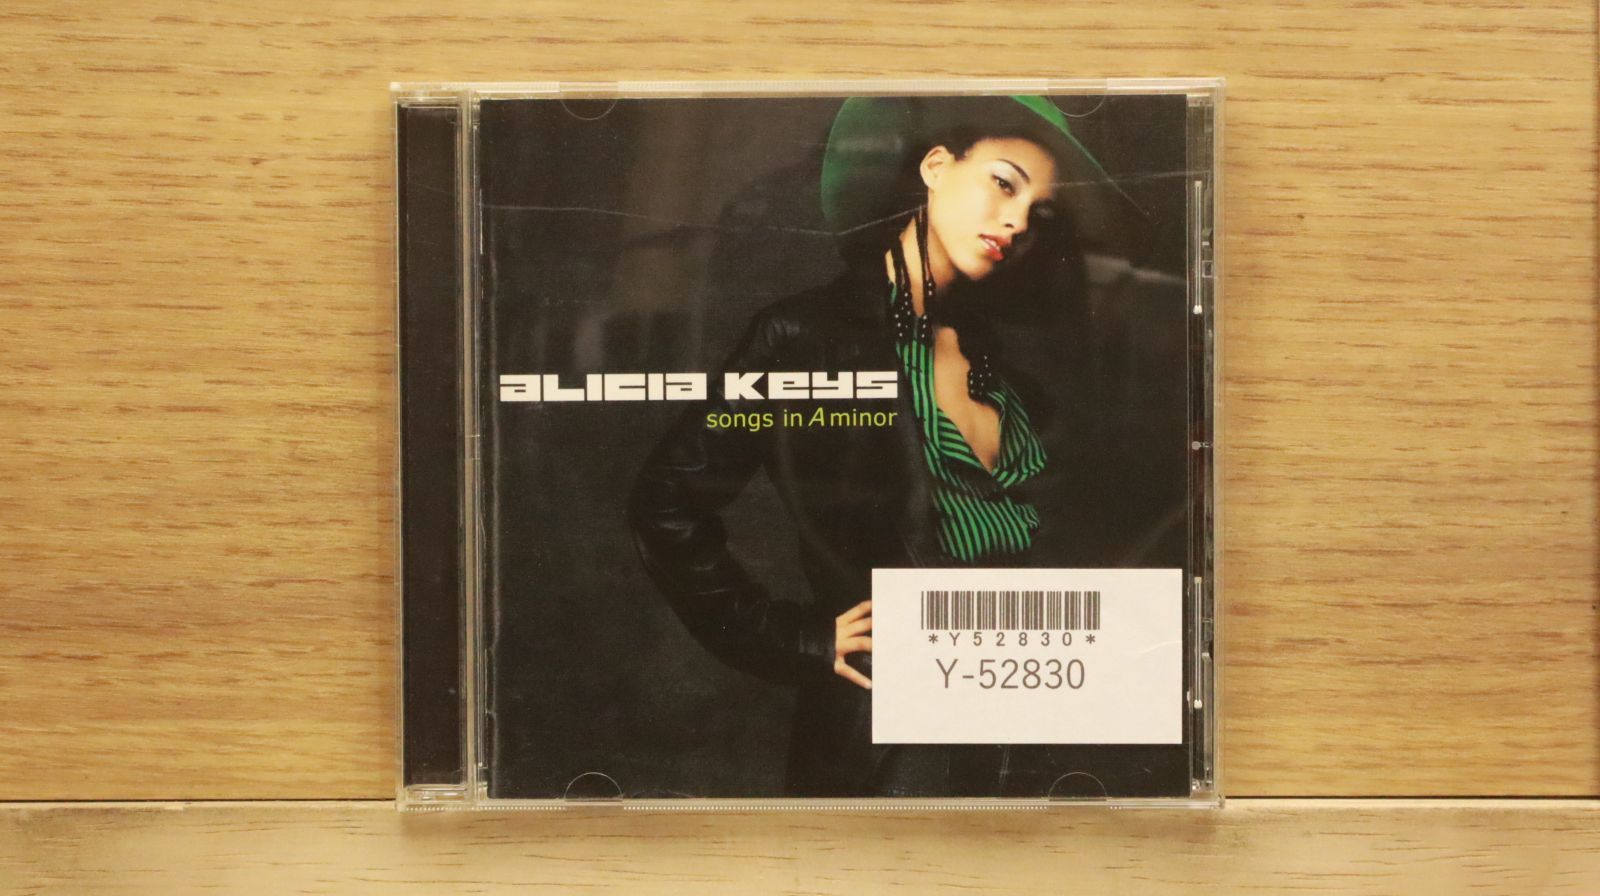 aLICIa Keys
songs in A minor
*Y52830*
Y-52830